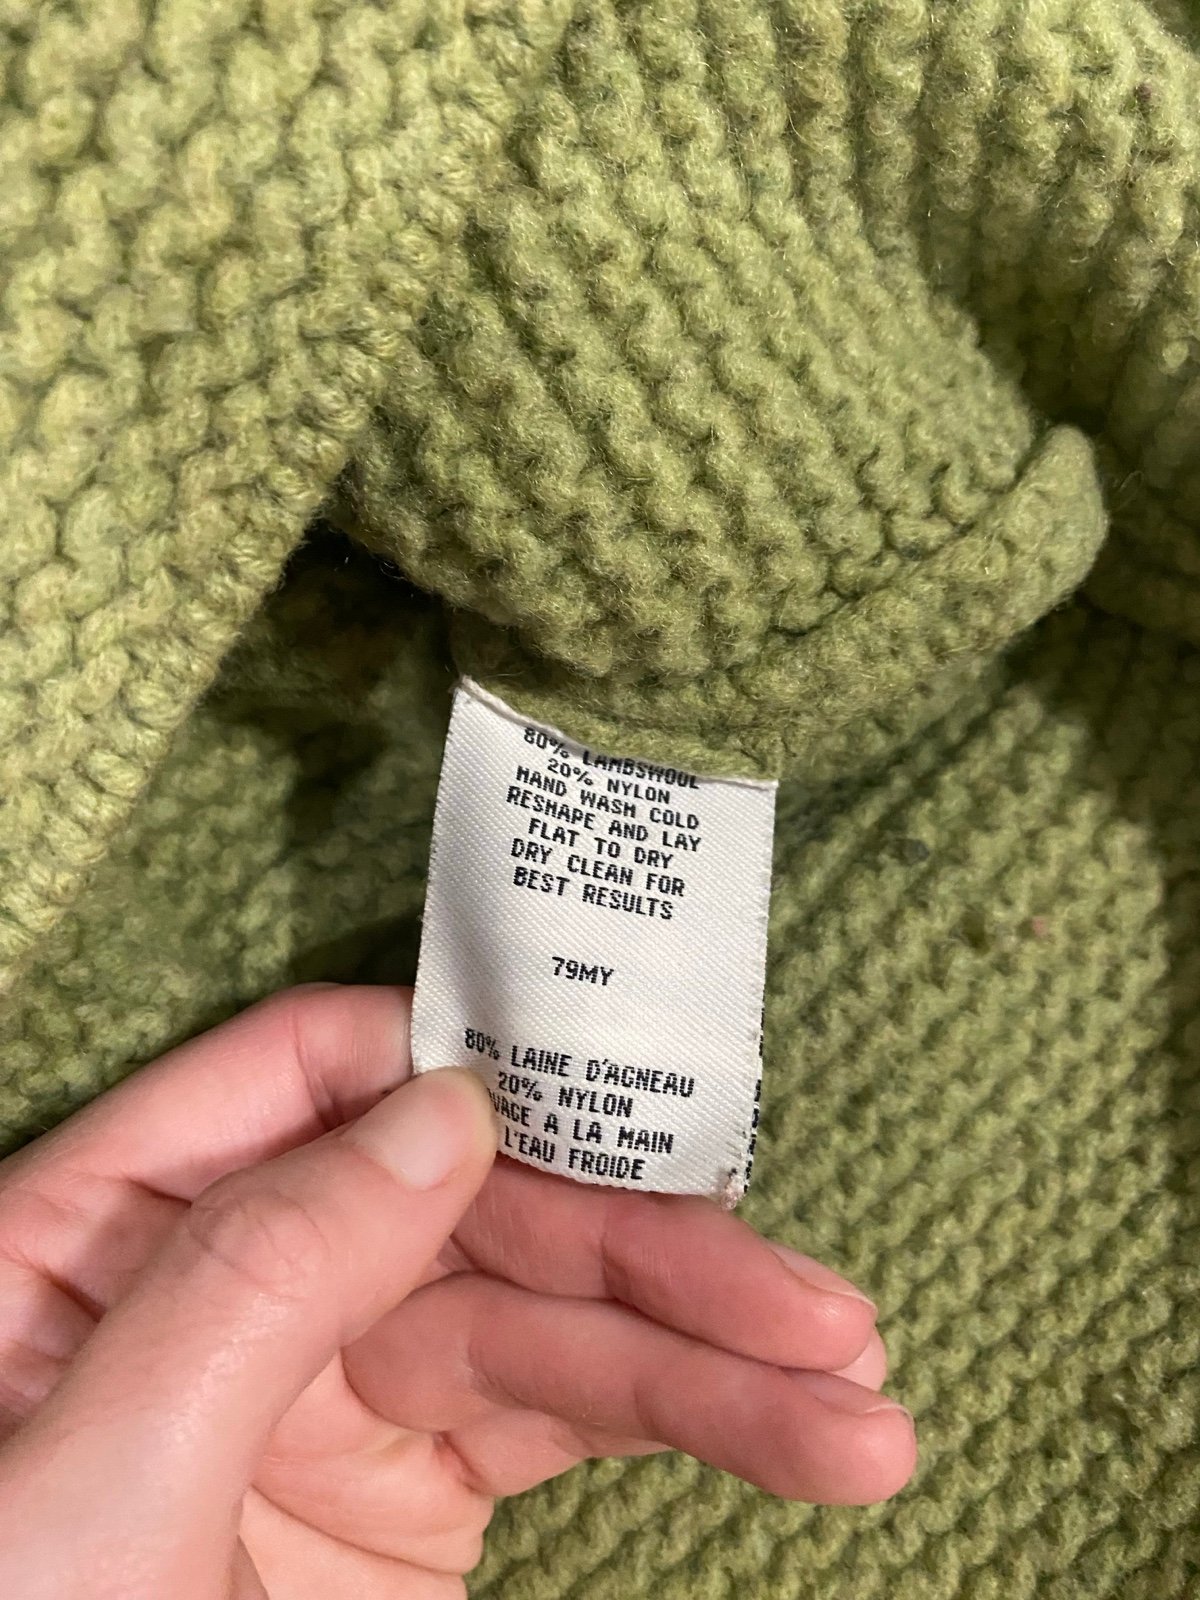 80% LAMBSWOOL
20% NYLON
HAND WASH COLD
RESHAPE AND LAY
FLAT TO DRY
DRY CLEAN FOR
BEST RESULTS
79MY
80% LAINE D'AGNEAU
20% NYLON
A LA MAIN
L'EAU FROIDE